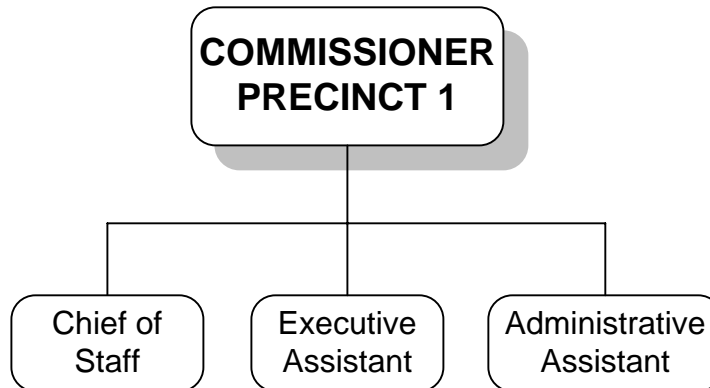 COMMISSIONER
PRECINCT 1
Chief of
Staff
Executive
Assistant
Administrative
Assistant